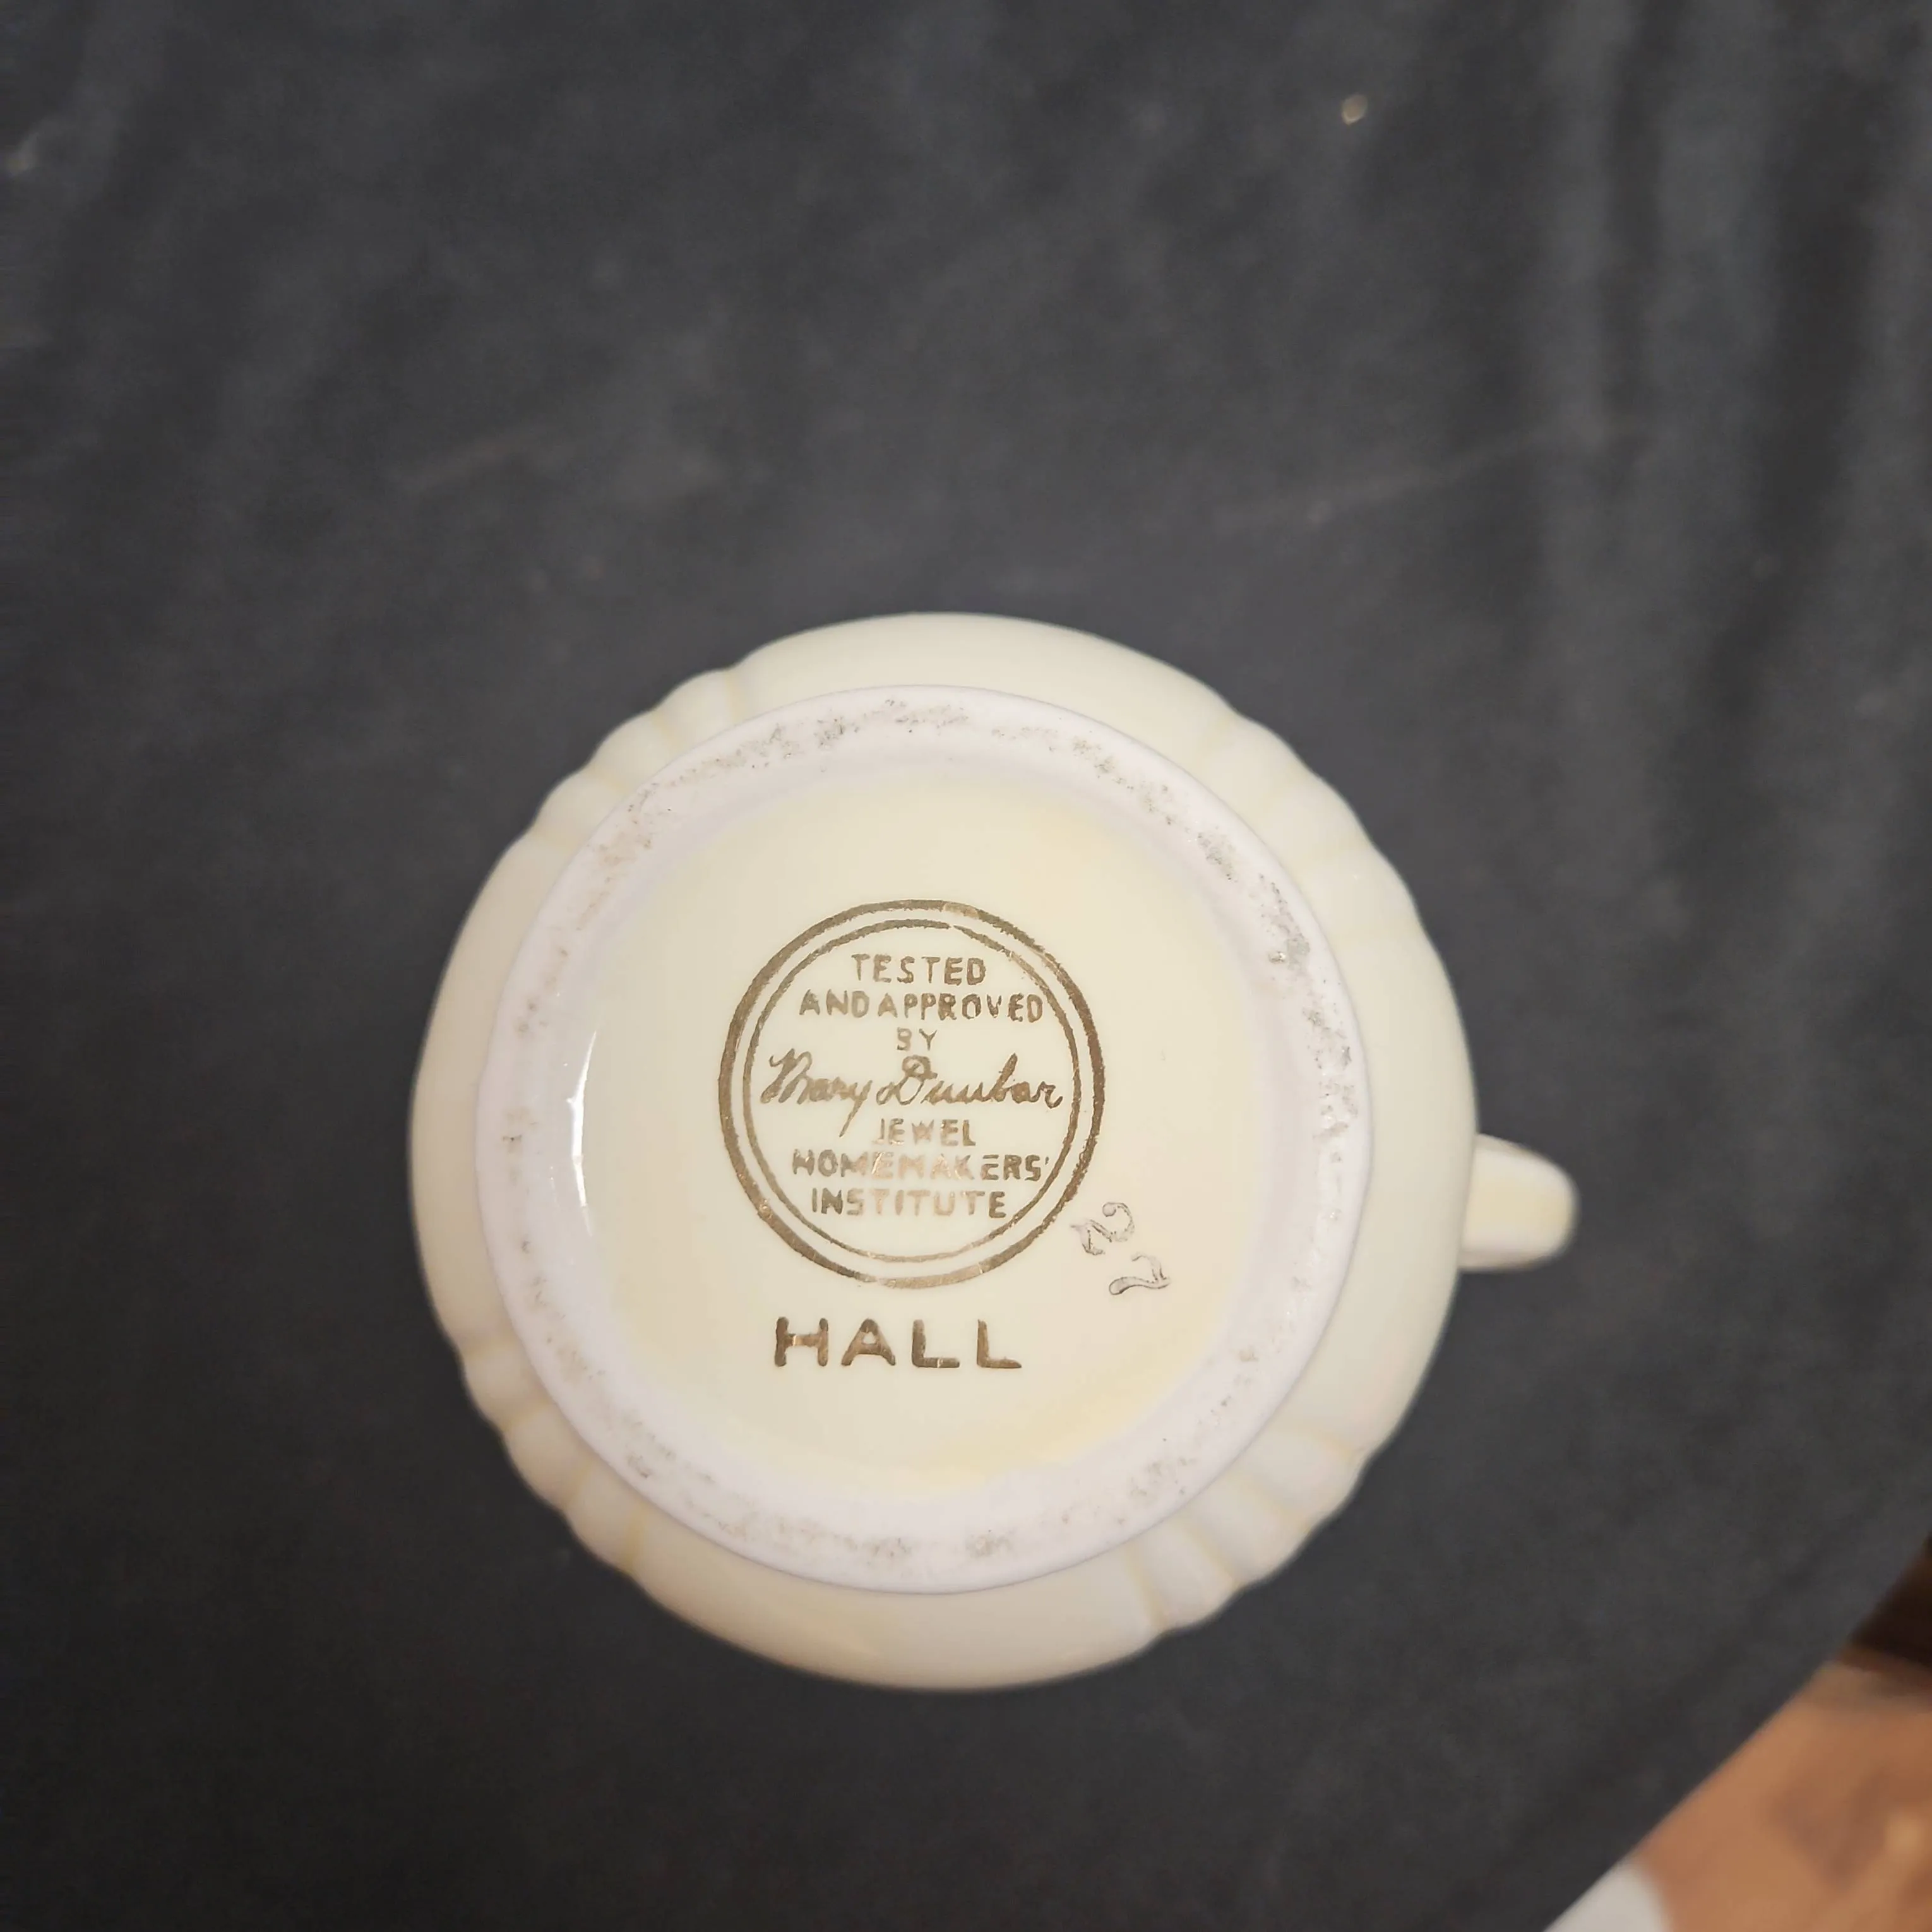 TESTED
AND APPROVED
BY
Mary Dunbar
JEWEL
HOMEMAKERS'
INSTITUTE
HALL